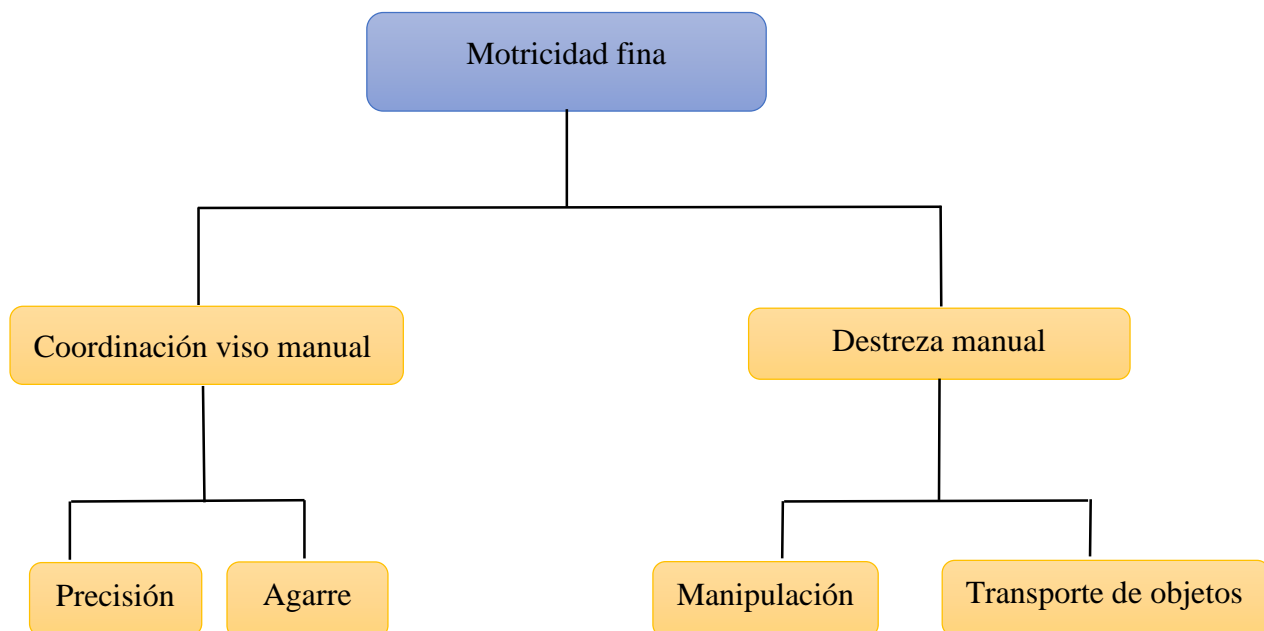 Motricidad fina
Coordinación viso manual
Destreza manual
Precisión
Agarre
Manipulación
Transporte de objetos